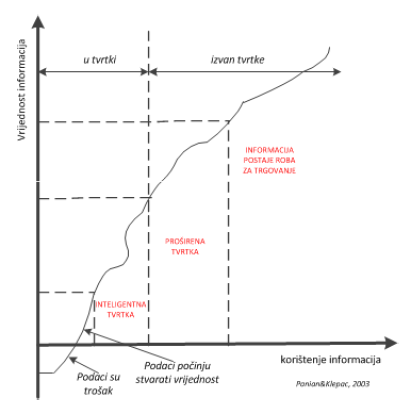 Vrijednost informacija
u tvrtki
izvan tvrtke
INFORMACIJA
POSTAJE ROBA
ZA TRGOVANJE
PROŠIRENA
TVRTKA
INTELIGENTNA
TVRTKA
korištenje informacija
Podaci su
trošak
Podaci počinju
stvarati vrijednost
Panian&Klepac, 2003